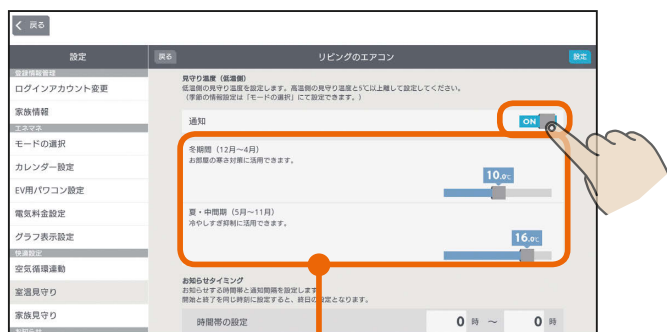 戻る
設定
戻る
リビングのエアコン
設定
登録情報管理
ログインアカウント変更
家族情報
エネマネ
モードの選択
カレンダー設定
EV用パワコン設定
電気料金設定
グラフ表示設定
快適設定
空気循環連動
室温見守り
家族見守り
お知らせ
見守り温度（低温側）
低温側の見守り温度を設定します。高温側の見守り温度と5℃以上離して設定してください。
（季節の情報設定は「モードの選択」にて設定できます。）
通知
ON
冬期間（12月～4月）
お部屋の寒さ対策に活用できます。
10.0℃
夏・中間期（5月～11月）
冷やしすぎ抑制に活用できます。
16.0℃
お知らせタイミング
お知らせする時間帯と通知間隔を設定します
開始と終了を同じ時刻に設定すると、終日の設定となります。
時間帯の設定
0 時 ～ 0 時